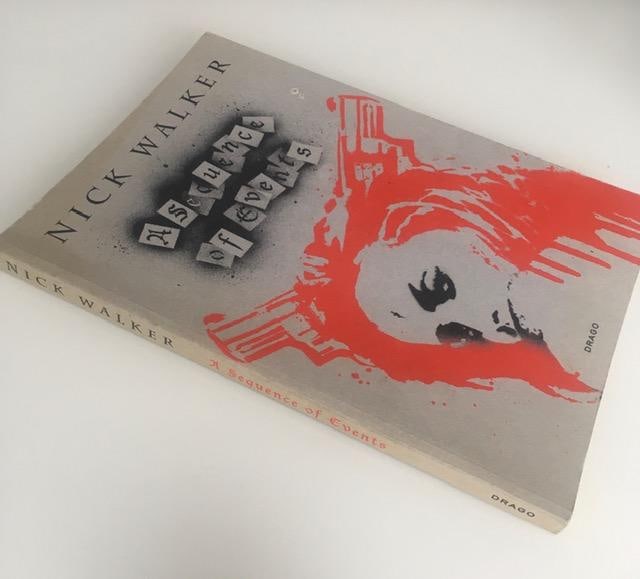 NICK WALKER
A Sequence
of Events
DRAGO
NICK WALKER
A Sequence of Events
DRAGO